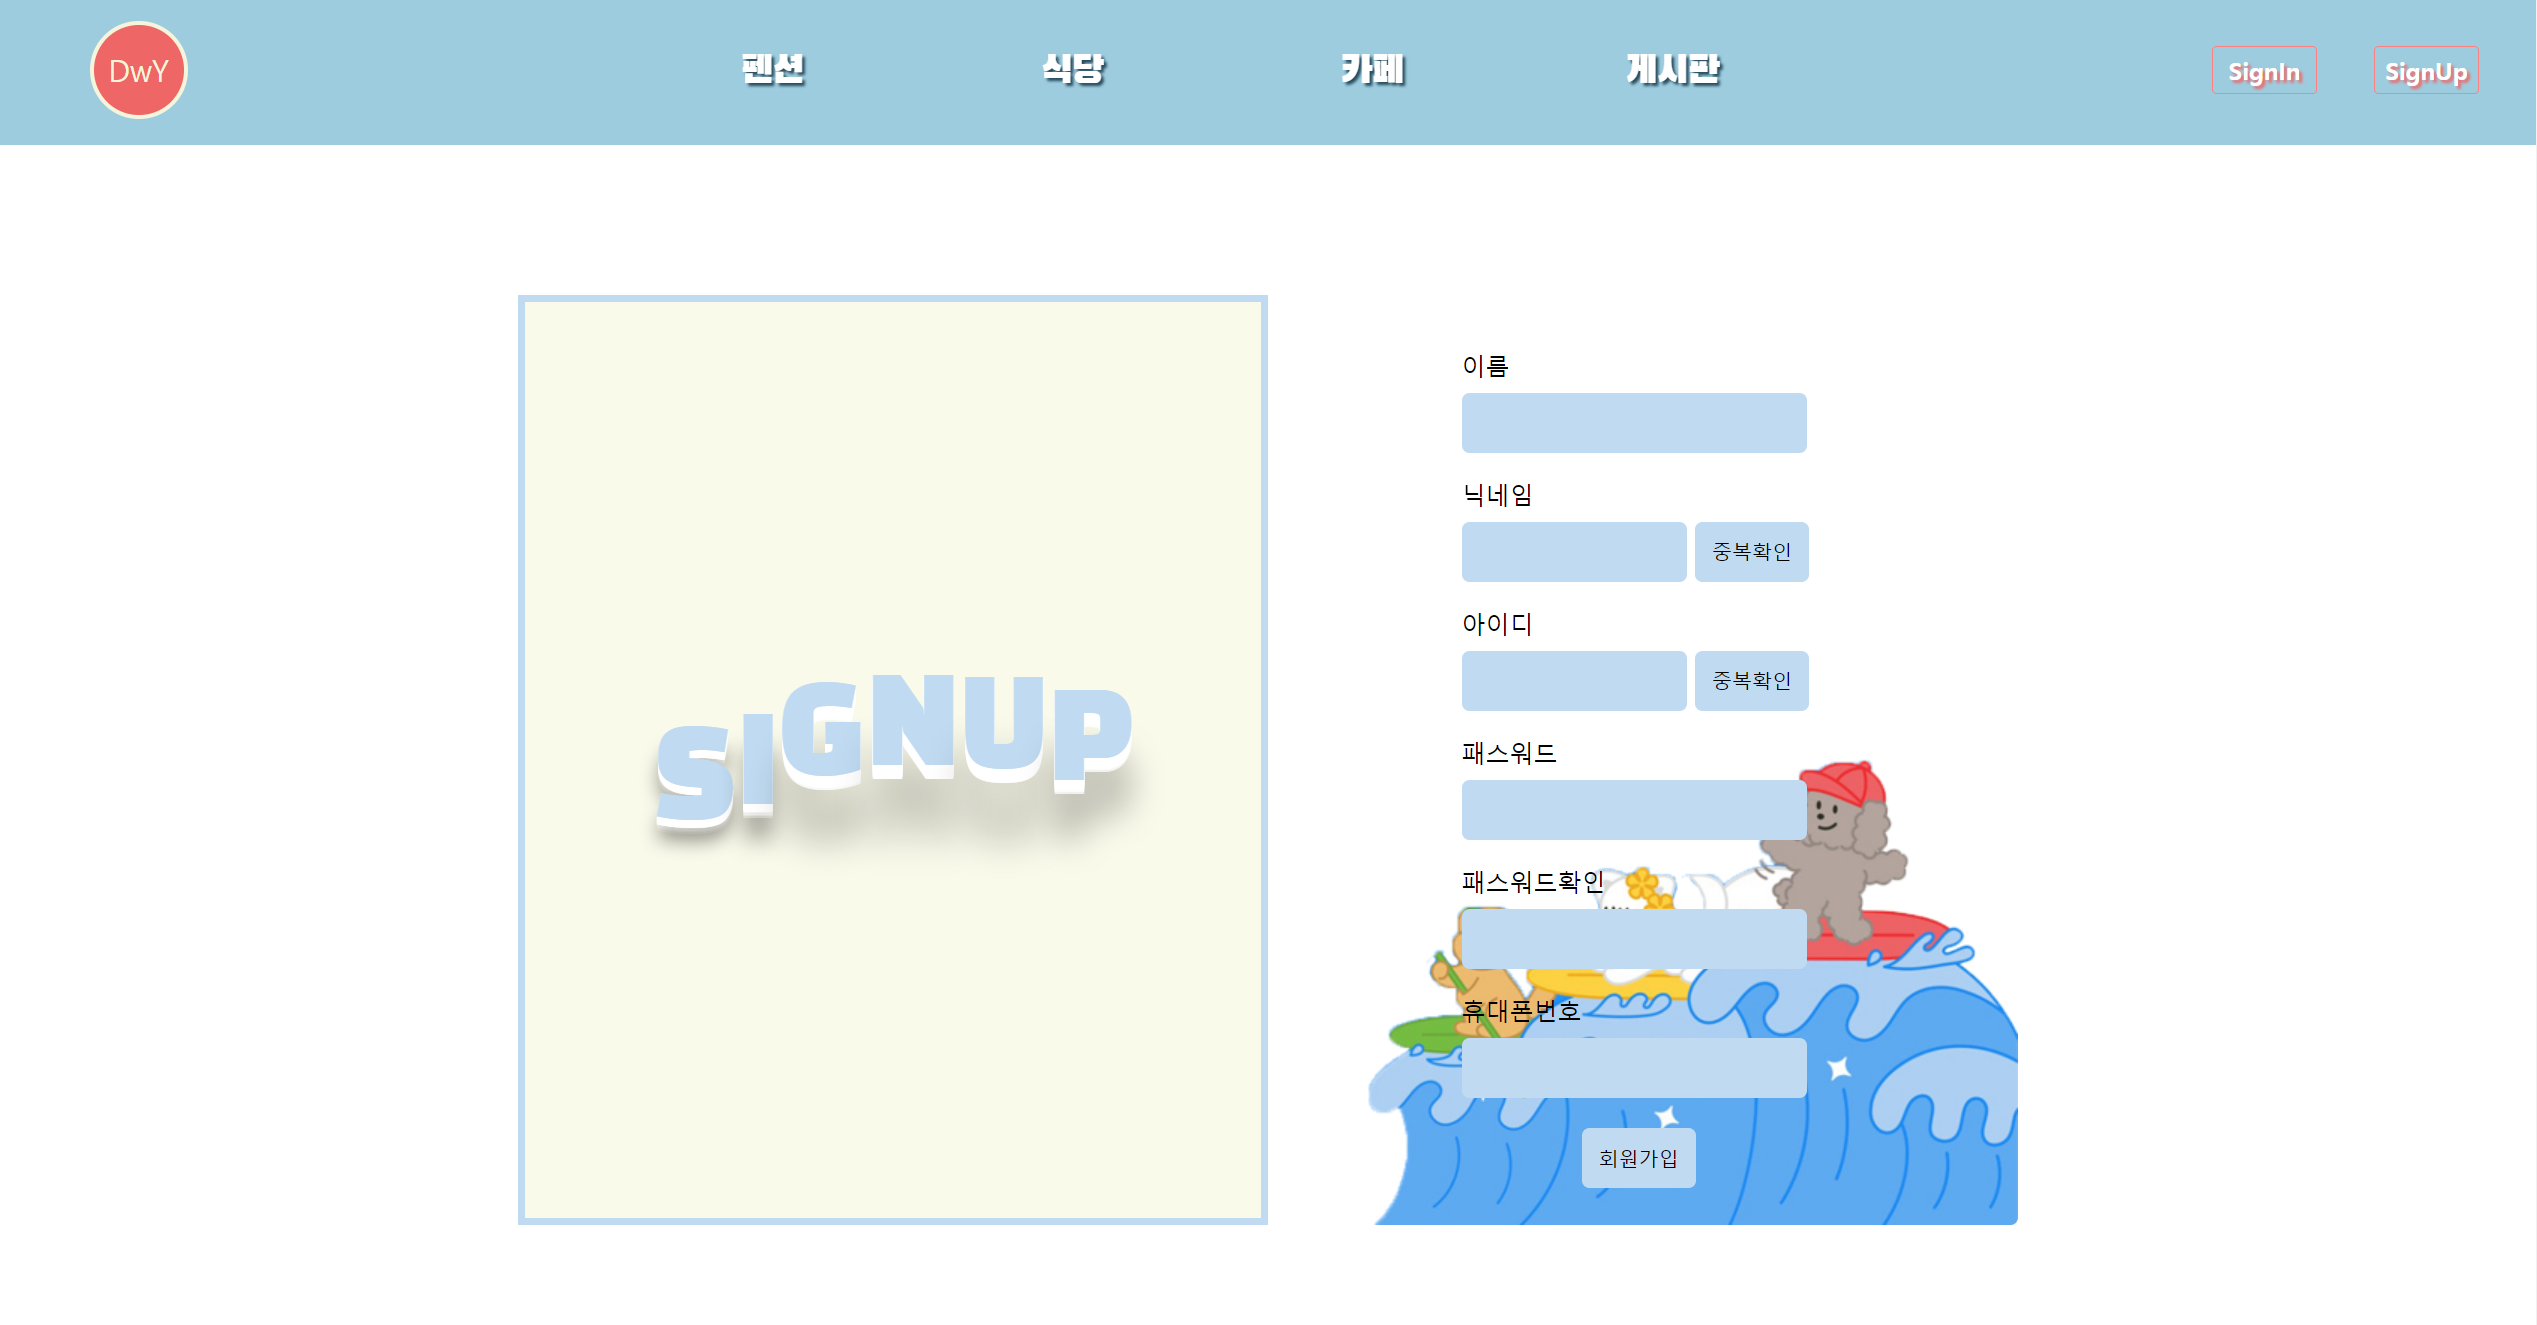 DwY
펜션
식당
카페
게시판
SignIn
SignUp
SIGNUP
이름
닉네임
중복확인
아이디
중복확인
패스워드
패스워드확인
휴대폰번호
회원가입